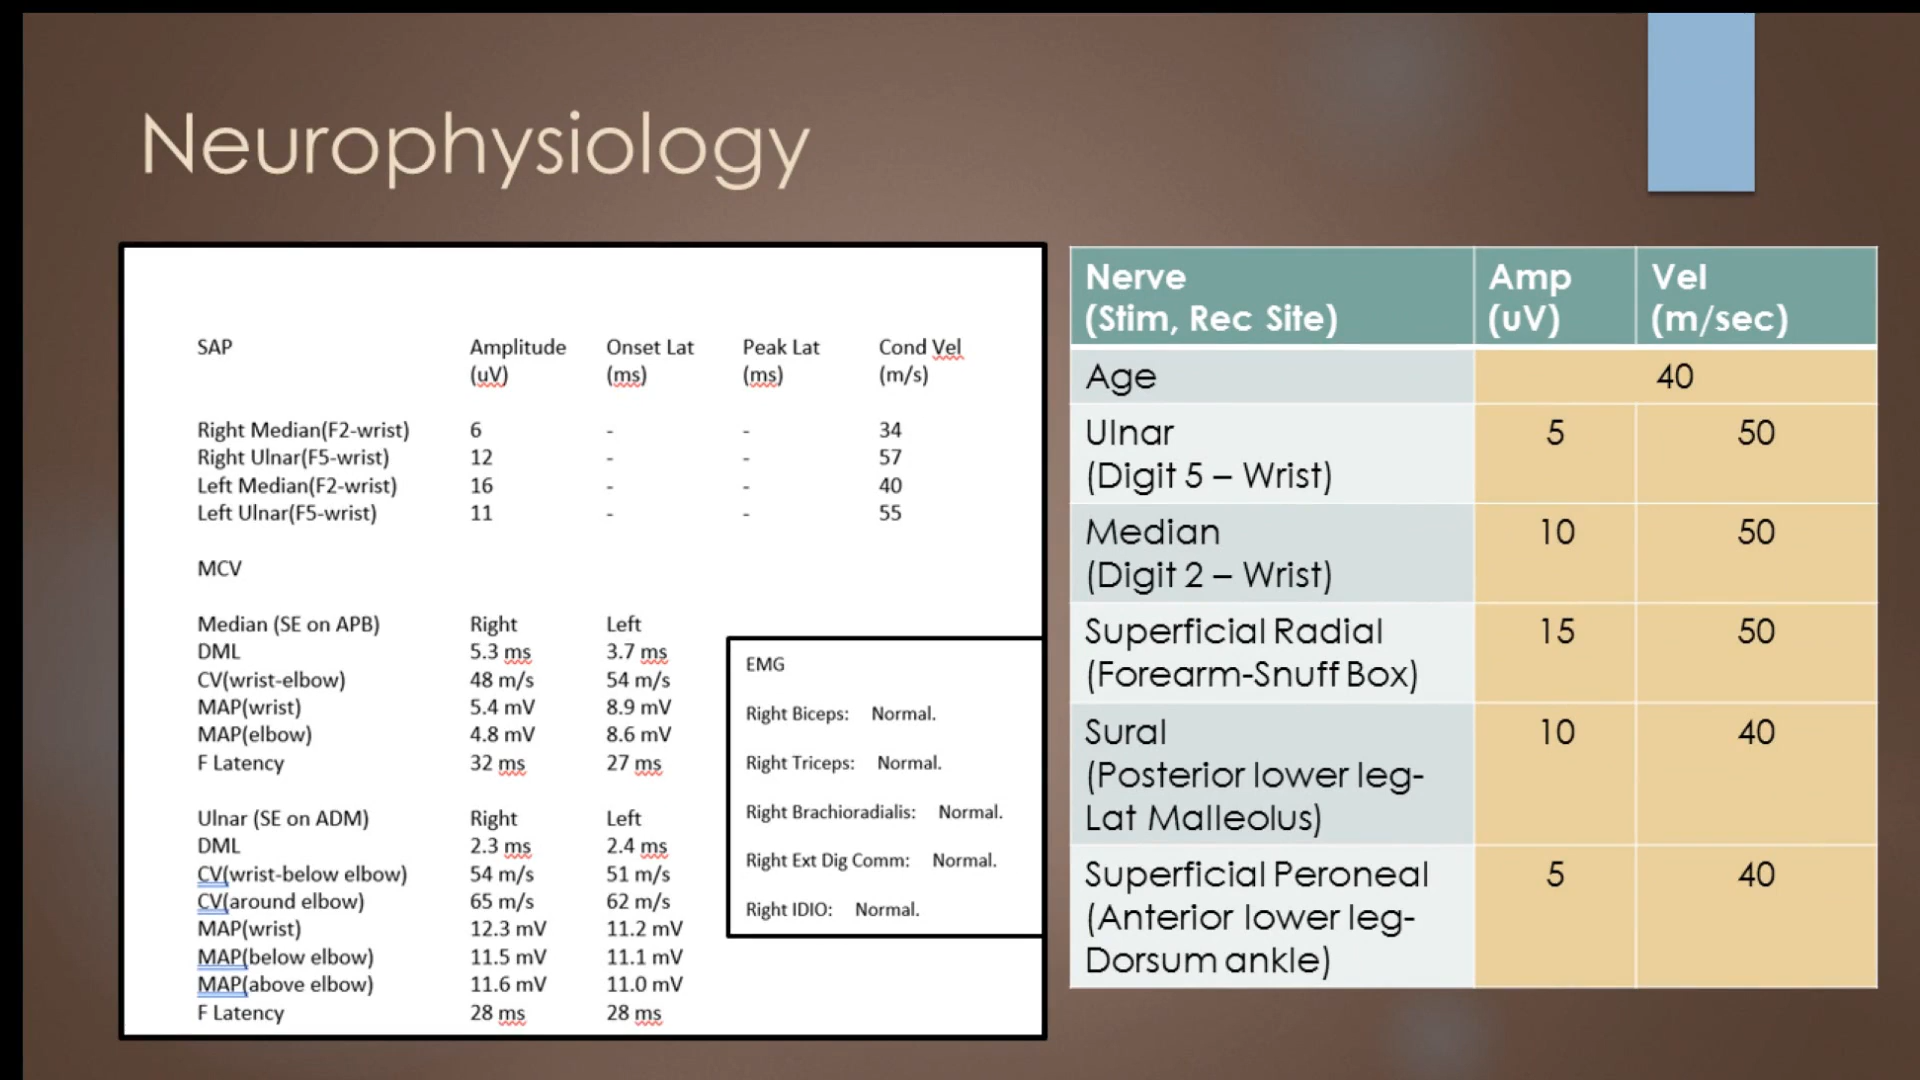 Neurophysiology
SAP Amplitude Onset Lat Peak Lat Cond Vel
(uV) (ms) (ms) (m/s)
Right Median(F2-wrist) 6 - - 34
Right Ulnar(F5-wrist) 12 - - 57
Left Median(F2-wrist) 16 - - 40
Left Ulnar(F5-wrist) 11 - - 55
MCV
Median (SE on APB) Right Left
DML 5.3 ms 3.7 ms
CV(wrist-elbow) 48 m/s 54 m/s
MAP(wrist) 5.4 mV 8.9 mV
MAP(elbow) 4.8 mV 8.6 mV
F Latency 32 ms 27 ms
Ulnar (SE on ADM) Right Left
DML 2.3 ms 2.4 ms
CV(wrist-below elbow) 54 m/s 51 m/s
CV(around elbow) 65 m/s 62 m/s
MAP(wrist) 12.3 mV 11.2 mV
MAP(below elbow) 11.5 mV 11.1 mV
MAP(above elbow) 11.6 mV 11.0 mV
F Latency 28 ms 28 ms
EMG
Right Biceps: Normal.
Right Triceps: Normal.
Right Brachioradialis: Normal.
Right Ext Dig Comm: Normal.
Right IDIO: Normal.
Nerve Amp Vel
(Stim, Rec Site) (uV) (m/sec)
Age 40
Ulnar 5 50
(Digit 5 – Wrist)
Median 10 50
(Digit 2 – Wrist)
Superficial Radial 15 50
(Forearm-Snuff Box)
Sural 10 40
(Posterior lower leg-
Lat Malleolus)
Superficial Peroneal 5 40
(Anterior lower leg-
Dorsum ankle)